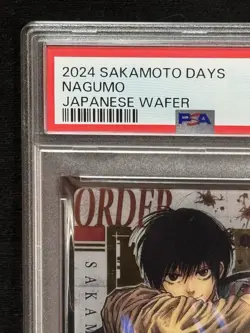 2024 SAKAMOTO DAYS
NAGUMO
JAPANESE WAFER
PSA
ORDER
SAKAM